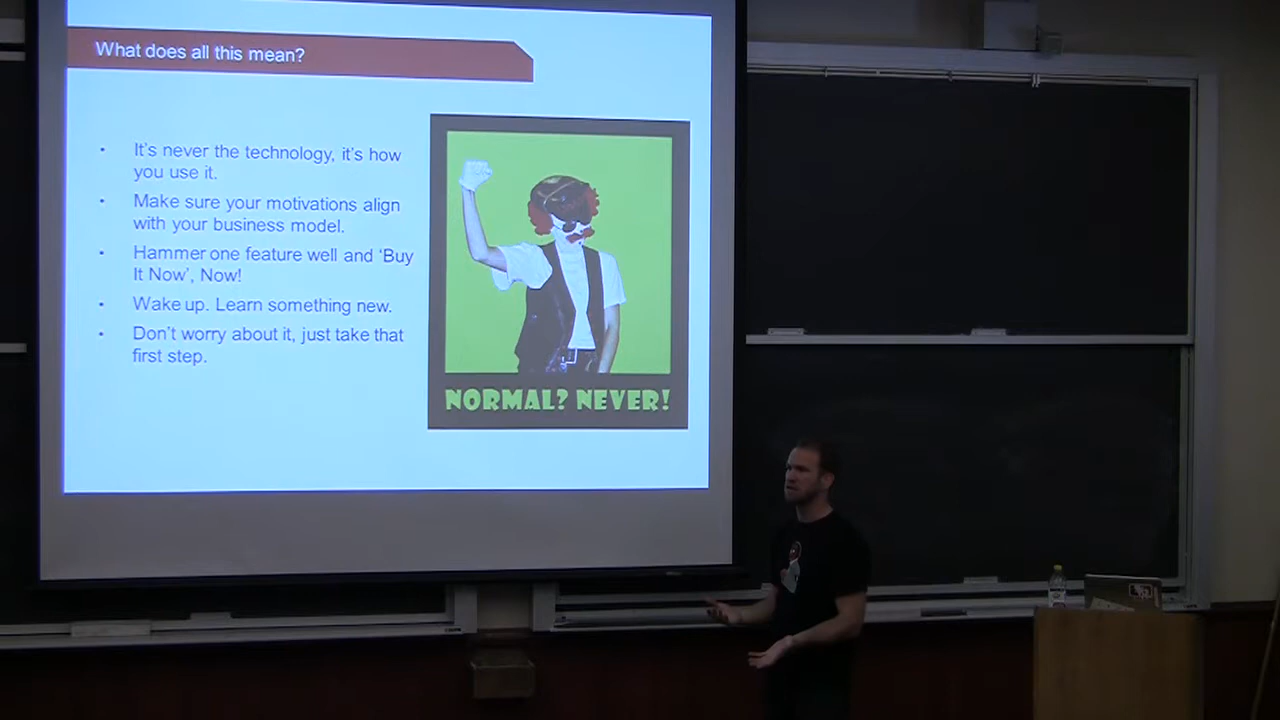 What does all this mean?
• It's never the technology, it's how
you use it.
• Make sure your motivations align
with your business model.
• Hammer one feature well and ‘Buy
It Now’, Now!
• Wake up. Learn something new.
• Don't worry about it, just take that
first step.
NORMAL? NEVER!